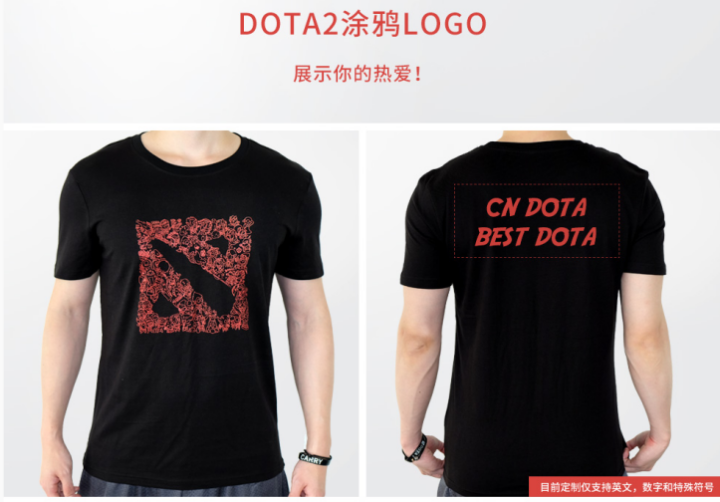 DOTA2涂鸦LOGO
展示你的热爱！
CN DOTA
BEST DOTA
CARRY
目前定制仅支持英文，数字和特殊符号